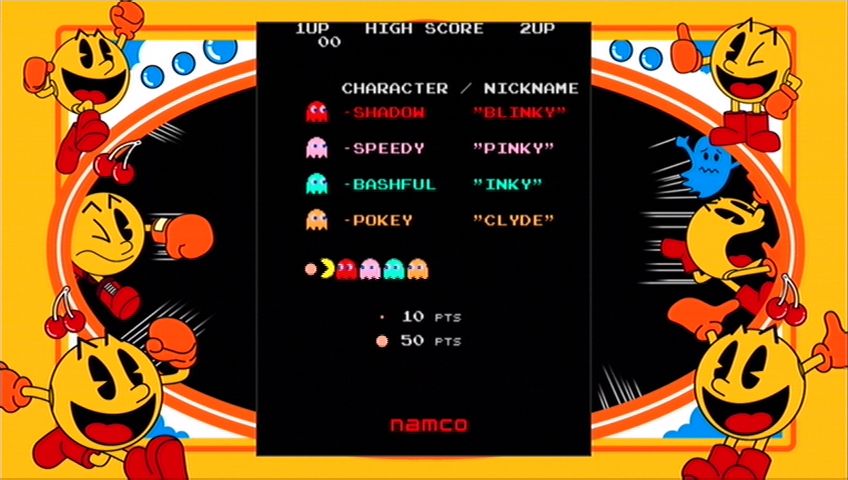 1UP HIGH SCORE 2UP
00
CHARACTER / NICKNAME
-SHADOW "BLINKY"
-SPEEDY "PINKY"
-BASHFUL "INKY"
-POKEY "CLYDE"
10 PTS
50 PTS
namco